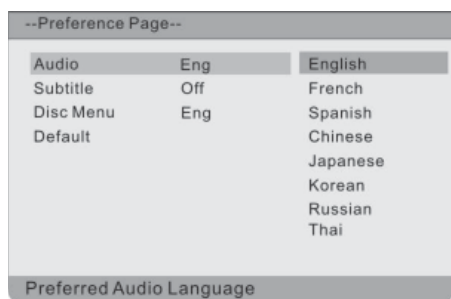 --Preference Page--
Audio Eng English
Subtitle Off French
Disc Menu Eng Spanish
Default Chinese
Japanese
Korean
Russian
Thai
Preferred Audio Language